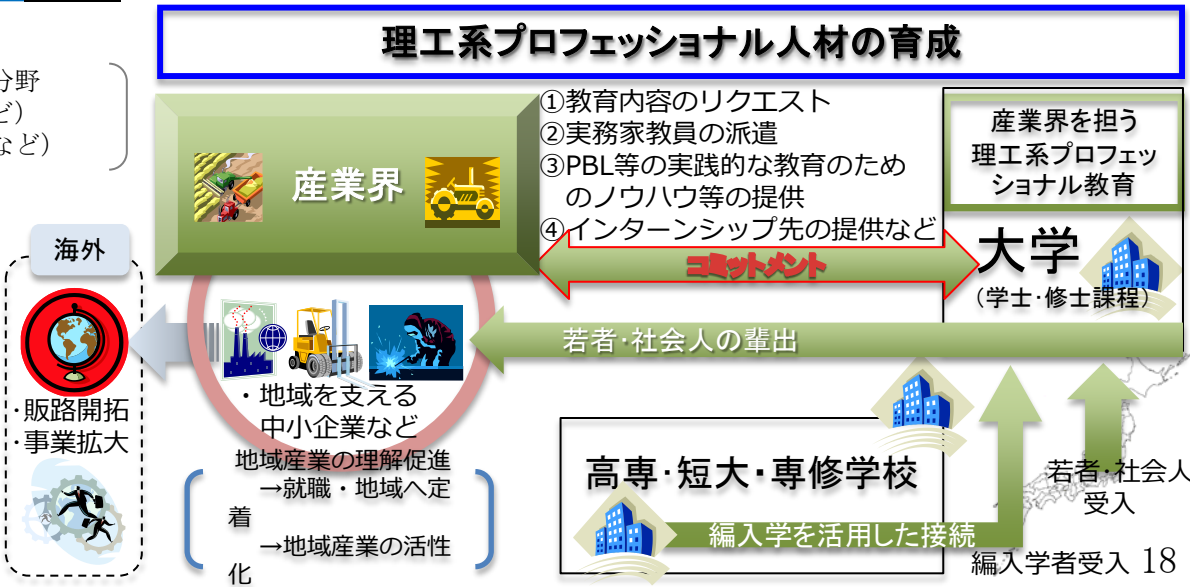 理工系プロフェッショナル人材の育成
分野
ど）
など）
産業界
①教育内容のリクエスト
②実務家教員の派遣
③PBL等の実践的な教育のため
のノウハウ等の提供
④インターンシップ先の提供など
コミットメント
産業界を担う
理工系プロフェッ
ショナル教育
大学
（学士・修士課程）
海外
・販路開拓
・事業拡大
若者・社会人の輩出
・地域を支える
中小企業など
地域産業の理解促進
→就職・地域へ定
着
→地域産業の活性
化
高専・短大・専修学校
編入学を活用した接続
若者・社会人
受入
編入学者受入 18